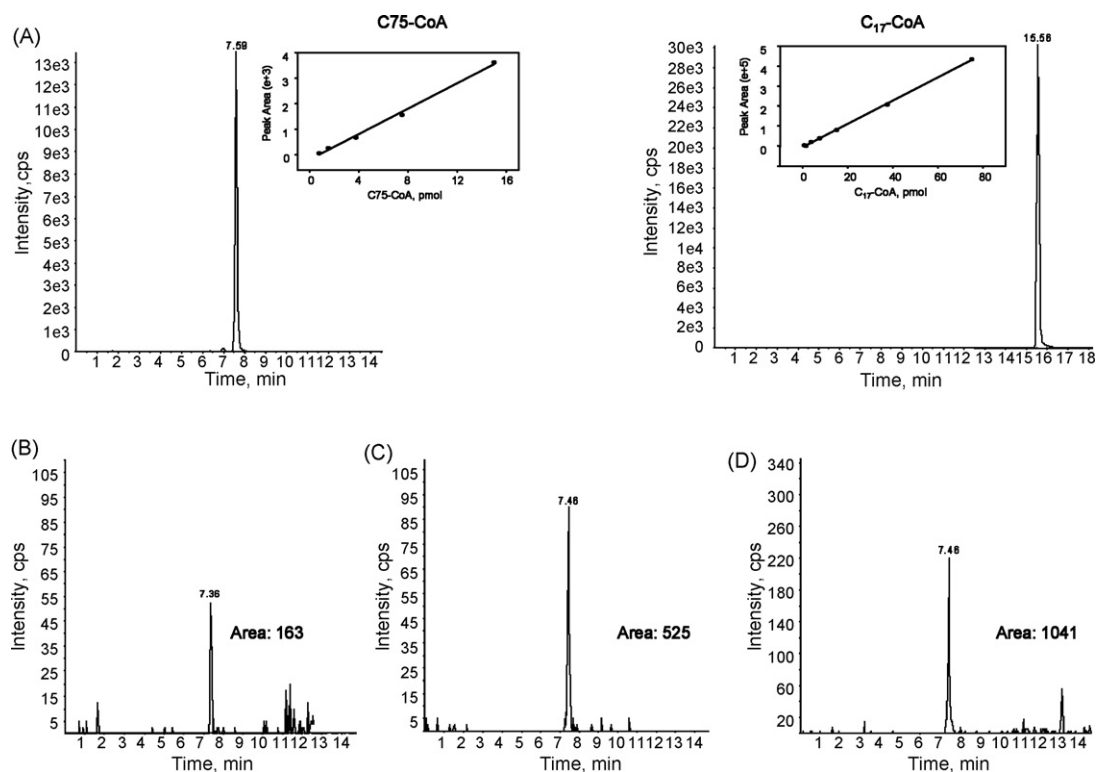 (A)
C75-CoA
7.59
Intensity, cps
13e3
12e3
11e3
10e3
9e3
8e3
7e3
6e3
5e3
4e3
3e3
2e3
1e3
0
1 2 3 4 5 6 7 8 9 10 11 12 13 14
Time, min
Peak Area (e+3)
4
3
2
1
0
0 4 8 12 16
C75-CoA, pmol
C17-CoA
15.56
Intensity, cps
30e3
28e3
26e3
24e3
22e3
20e3
18e3
16e3
14e3
12e3
1e4
8e3
6e3
4e3
2e3
0
1 2 3 4 5 6 7 8 9 10 11 12 13 14 15 16 17 18
Time, min
Peak Area (e+5)
5
4
3
2
1
0
0 20 40 60 80
C17-CoA, pmol
(B)
Intensity, cps
105
95
85
75
65
55
45
35
25
15
5
7.36
Area: 163
1 2 3 4 5 6 7 8 9 10 11 12 13 14
Time, min
(C)
Intensity, cps
105
95
85
75
65
55
45
35
25
15
5
7.46
Area: 525
1 2 3 4 5 6 7 8 9 10 11 12 13 14
Time, min
(D)
Intensity, cps
340
300
260
220
180
140
100
60
20
7.46
Area: 1041
1 2 3 4 5 6 7 8 9 10 11 12 13 14
Time, min